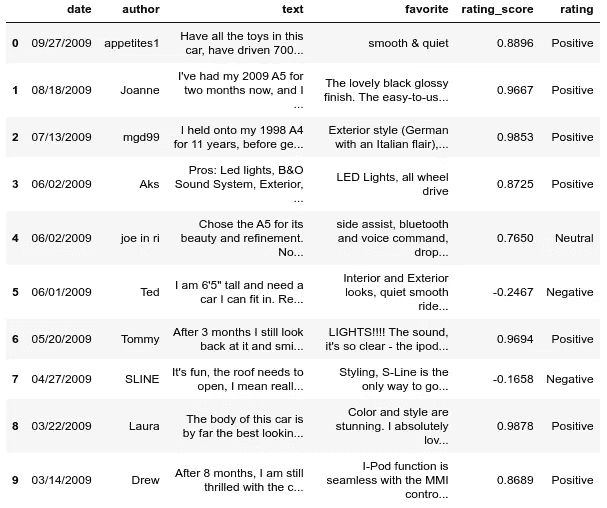 date author text favorite rating_score rating
0 09/27/2009 appetites1 Have all the toys in this car, have driven 700... smooth & quiet 0.8896 Positive
1 08/18/2009 Joanne I've had my 2009 A5 for two months now, and I ... The lovely black glossy finish. The easy-to-us... 0.9667 Positive
2 07/13/2009 mgd99 I held onto my 1998 A4 for 11 years, before ge... Exterior style (German with an Italian flair),... 0.9853 Positive
3 06/02/2009 Aks Pros: Led lights, B&O Sound System, Exterior, ... LED Lights, all wheel drive 0.8725 Positive
4 06/02/2009 joe in ri Chose the A5 for its beauty and refinement. No... side assist, bluetooth and voice command, drop... 0.7650 Neutral
5 06/01/2009 Ted I am 6'5" tall and need a car I can fit in. Re... Interior and Exterior looks, quiet smooth ride... -0.2467 Negative
6 05/20/2009 Tommy After 3 months I still look back at it and smi... LIGHTS!!!! The sound, it's so clear - the ipod... 0.9694 Positive
7 04/27/2009 SLINE It's fun, the roof needs to open, I mean reall... Styling, S-Line is the only way to go... -0.1658 Negative
8 03/22/2009 Laura The body of this car is by far the best lookin... Color and style are stunning. I absolutely lov... 0.9878 Positive
9 03/14/2009 Drew After 8 months, I am still thrilled with the c... I-Pod function is seamless with the MMI contro... 0.8689 Positive